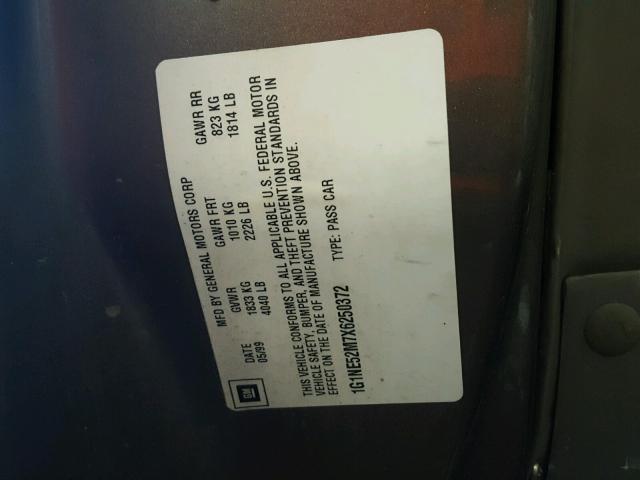 GM
MFD BY GENERAL MOTORS CORP
DATE GVWR GAWR FRT GAWR RR
05/99 1833 KG 1010 KG 823 KG
4040 LB 2226 LB 1814 LB
THIS VEHICLE CONFORMS TO ALL APPLICABLE U.S. FEDERAL MOTOR
VEHICLE SAFETY, BUMPER, AND THEFT PREVENTION STANDARDS IN
EFFECT ON THE DATE OF MANUFACTURE SHOWN ABOVE.
1G1NE52M7X6250372 TYPE: PASS CAR